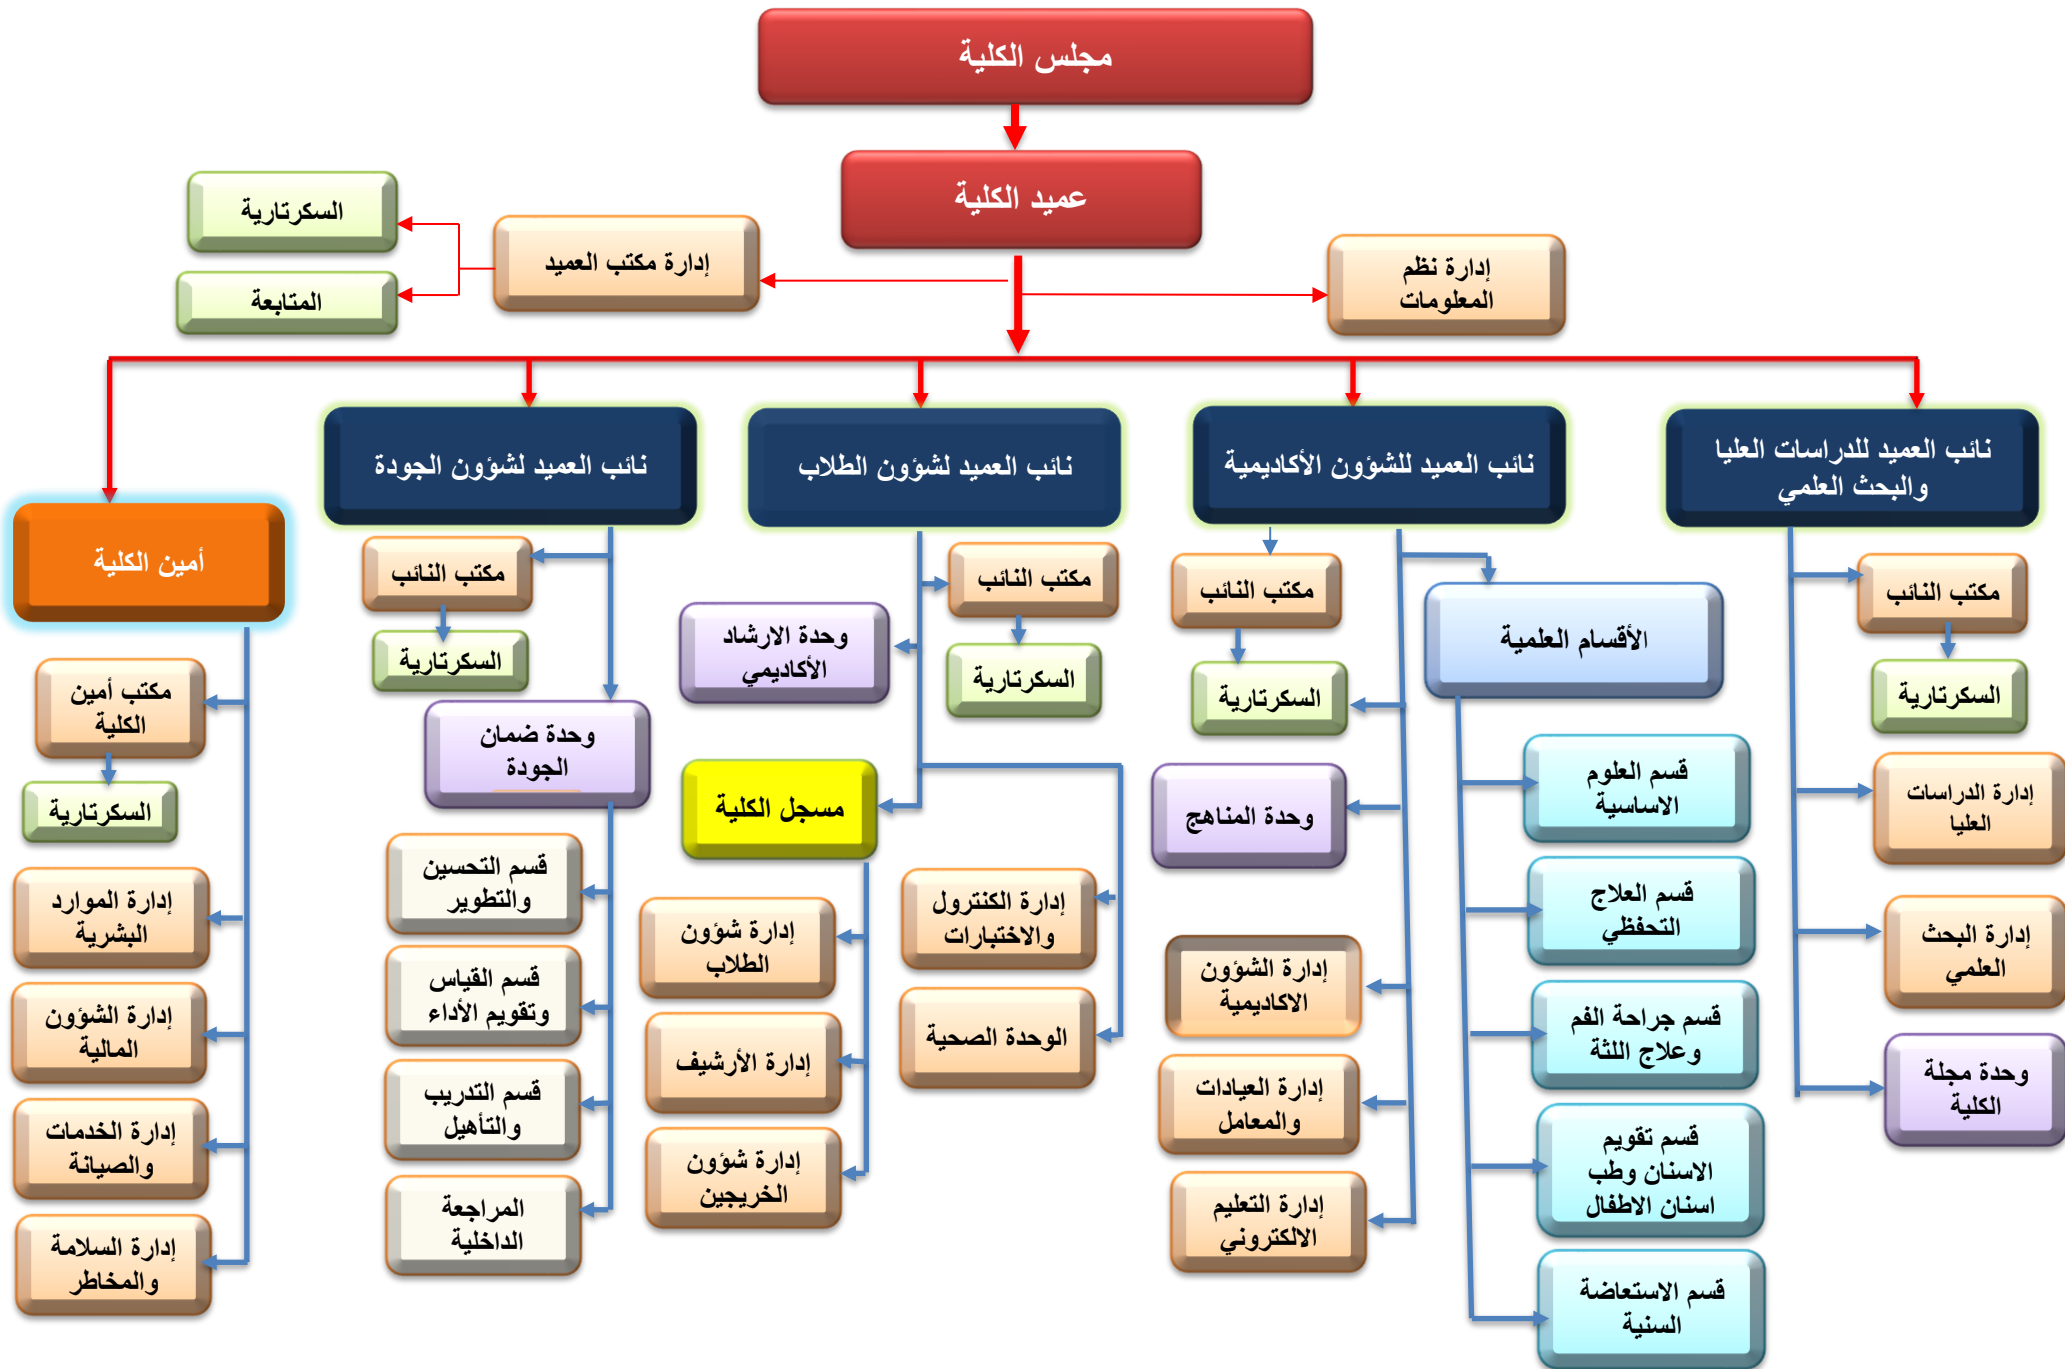 مجلس الكلية
عميد الكلية
إدارة نظم
المعلومات
إدارة مكتب العميد
السكرتارية
المتابعة
نائب العميد للدراسات العليا
والبحث العلمي
مكتب النائب
السكرتارية
إدارة الدراسات
العليا
إدارة البحث
العلمي
وحدة مجلة
الكلية
نائب العميد للشؤون الأكاديمية
الأقسام العلمية
قسم العلوم
الاساسية
قسم العلاج
التحفظي
قسم جراحة الفم
وعلاج اللثة
قسم تقويم
الاسنان وطب
اسنان الاطفال
قسم الاستعاضة
السنية
مكتب النائب
السكرتارية
وحدة المناهج
إدارة الشؤون
الاكاديمية
إدارة العيادات
والمعامل
إدارة التعليم
الالكتروني
نائب العميد لشؤون الطلاب
مكتب النائب
السكرتارية
وحدة الارشاد
الأكاديمي
مسجل الكلية
إدارة الكنترول
والاختبارات
الوحدة الصحية
إدارة شؤون
الطلاب
إدارة الأرشيف
إدارة شؤون
الخريجين
نائب العميد لشؤون الجودة
مكتب النائب
السكرتارية
وحدة ضمان
الجودة
قسم التحسين
والتطوير
قسم القياس
وتقويم الأداء
قسم التدريب
والتأهيل
المراجعة
الداخلية
أمين الكلية
مكتب أمين
الكلية
السكرتارية
إدارة الموارد
البشرية
إدارة الشؤون
المالية
إدارة الخدمات
والصيانة
إدارة السلامة
والمخاطر